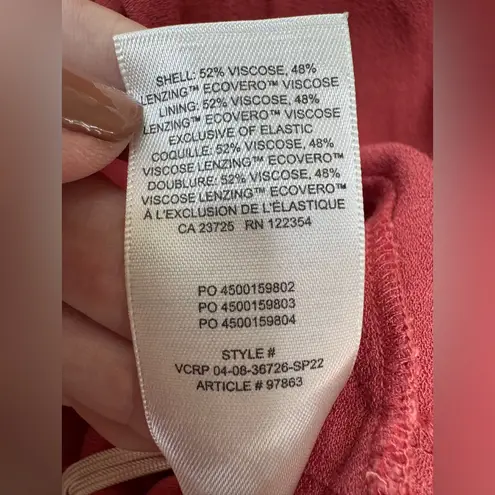 SHELL: 52% VISCOSE, 48%
LENZING™ ECOVERO™ VISCOSE
LINING: 52% VISCOSE, 48%
LENZING™ ECOVERO™ VISCOSE
EXCLUSIVE OF ELASTIC
COQUILLE: 52% VISCOSE, 48%
VISCOSE LENZING™ ECOVERO™
DOUBLURE: 52% VISCOSE, 48%
VISCOSE LENZING™ ECOVERO™
À L'EXCLUSION DE L'ÉLASTIQUE
CA 23725 RN 122354
PO 4500159802
PO 4500159803
PO 4500159804
STYLE #
VCRP 04-08-36726-SP22
ARTICLE # 97863